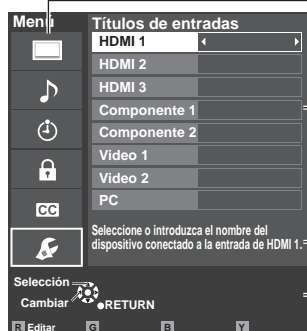 Menú
Títulos de entradas
HDMI 1
HDMI 2
HDMI 3
Componente 1
Componente 2
Video 1
Video 2
PC
CC
Seleccione o introduzca el nombre del
dispositivo conectado a la entrada de HDMI 1.
Selección
Cambiar
RETURN
R Editar G B Y